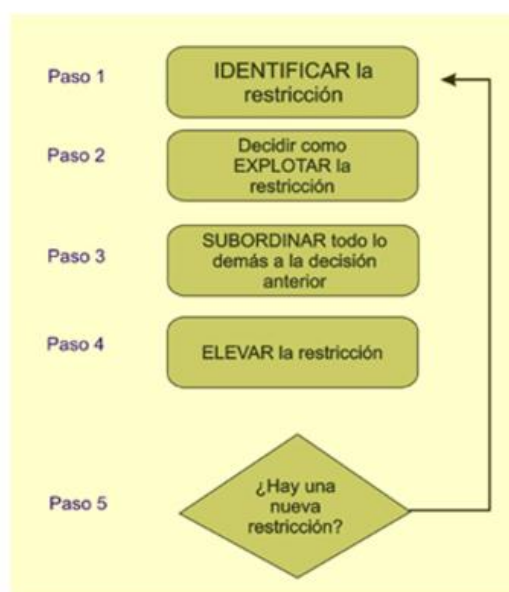 Paso 1
IDENTIFICAR la
restricción
Paso 2
Decidir como
EXPLOTAR la
restricción
Paso 3
SUBORDINAR todo lo
demás a la decisión
anterior
Paso 4
ELEVAR la restricción
Paso 5
¿Hay una
nueva
restricción?